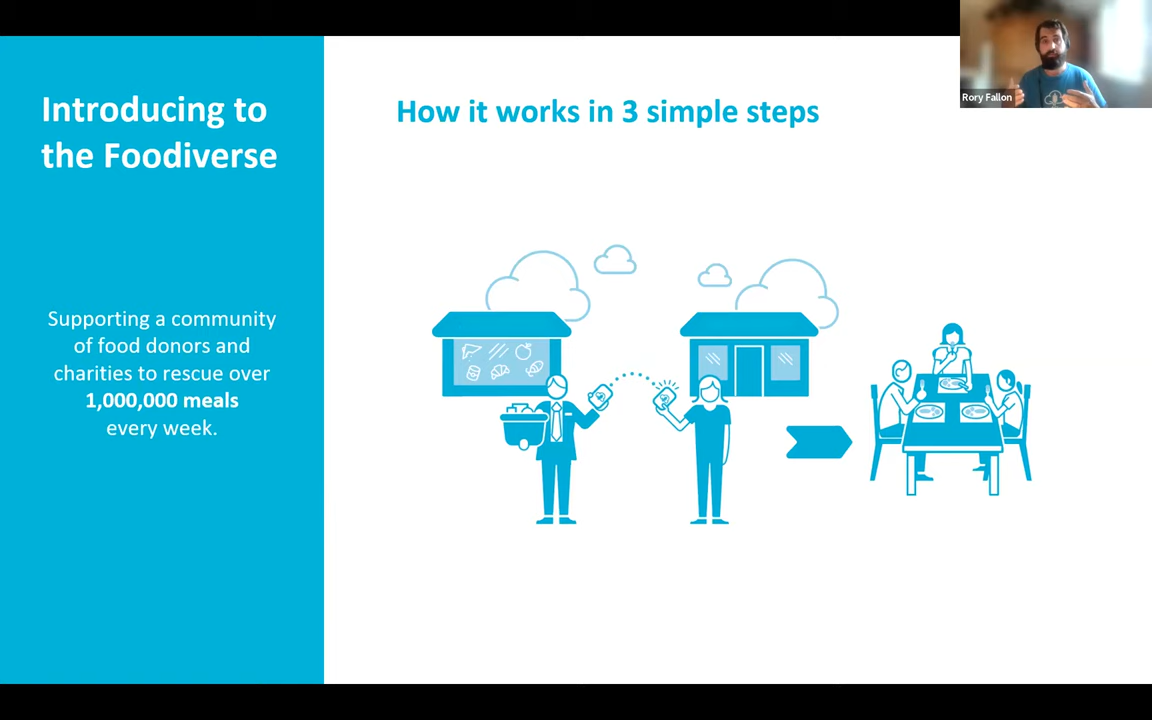 Introducing to
the Foodiverse
Supporting a community
of food donors and
charities to rescue over
1,000,000 meals
every week.
How it works in 3 simple steps
Rory Fallon